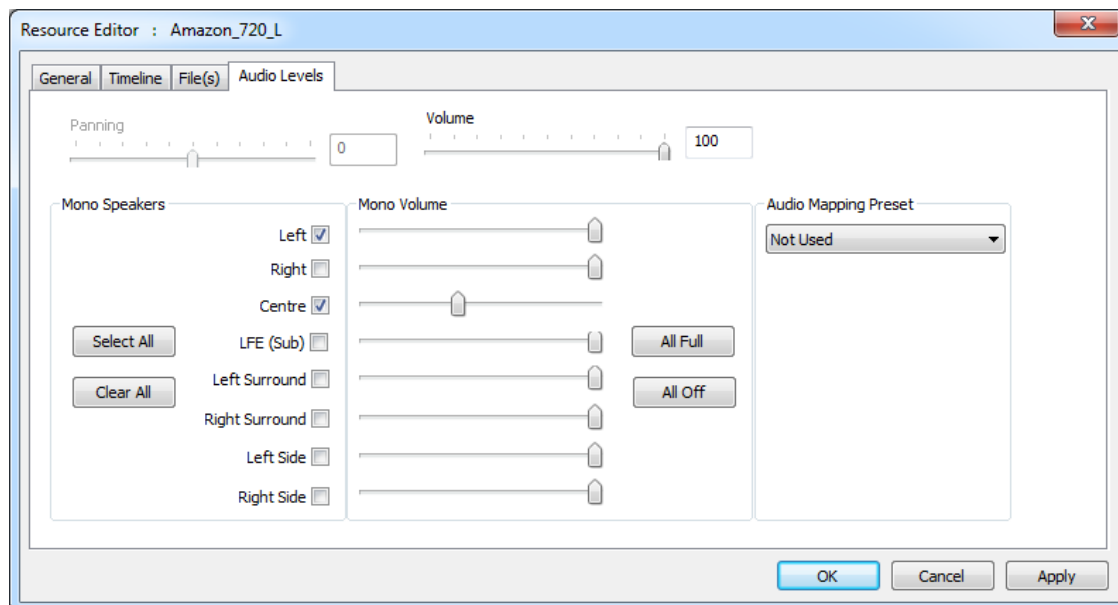 Resource Editor : Amazon_720_L
General Timeline File(s) Audio Levels
Panning
0
Volume
100
Mono Speakers
Left
Right
Centre
LFE (Sub)
Left Surround
Right Surround
Left Side
Right Side
Select All
Clear All
Mono Volume
All Full
All Off
Audio Mapping Preset
Not Used
OK Cancel Apply